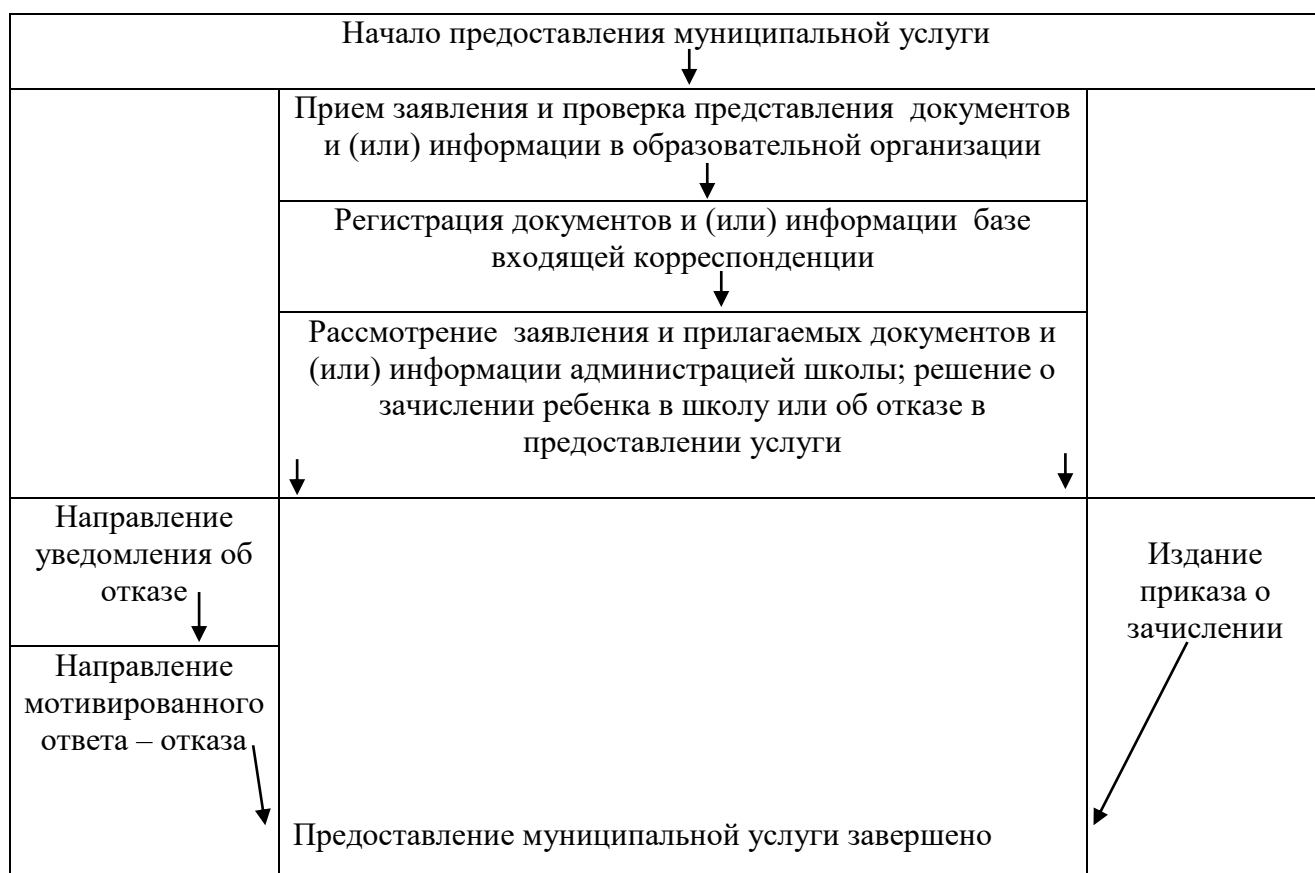 Начало предоставления муниципальной услуги
Прием заявления и проверка представления документов
и (или) информации в образовательной организации
Регистрация документов и (или) информации базе
входящей корреспонденции
Рассмотрение заявления и прилагаемых документов и
(или) информации администрацией школы; решение о
зачислении ребенка в школу или об отказе в
предоставлении услуги
Направление
уведомления об
отказе
Издание
приказа о
зачислении
Направление
мотивированного
ответа – отказа
Предоставление муниципальной услуги завершено